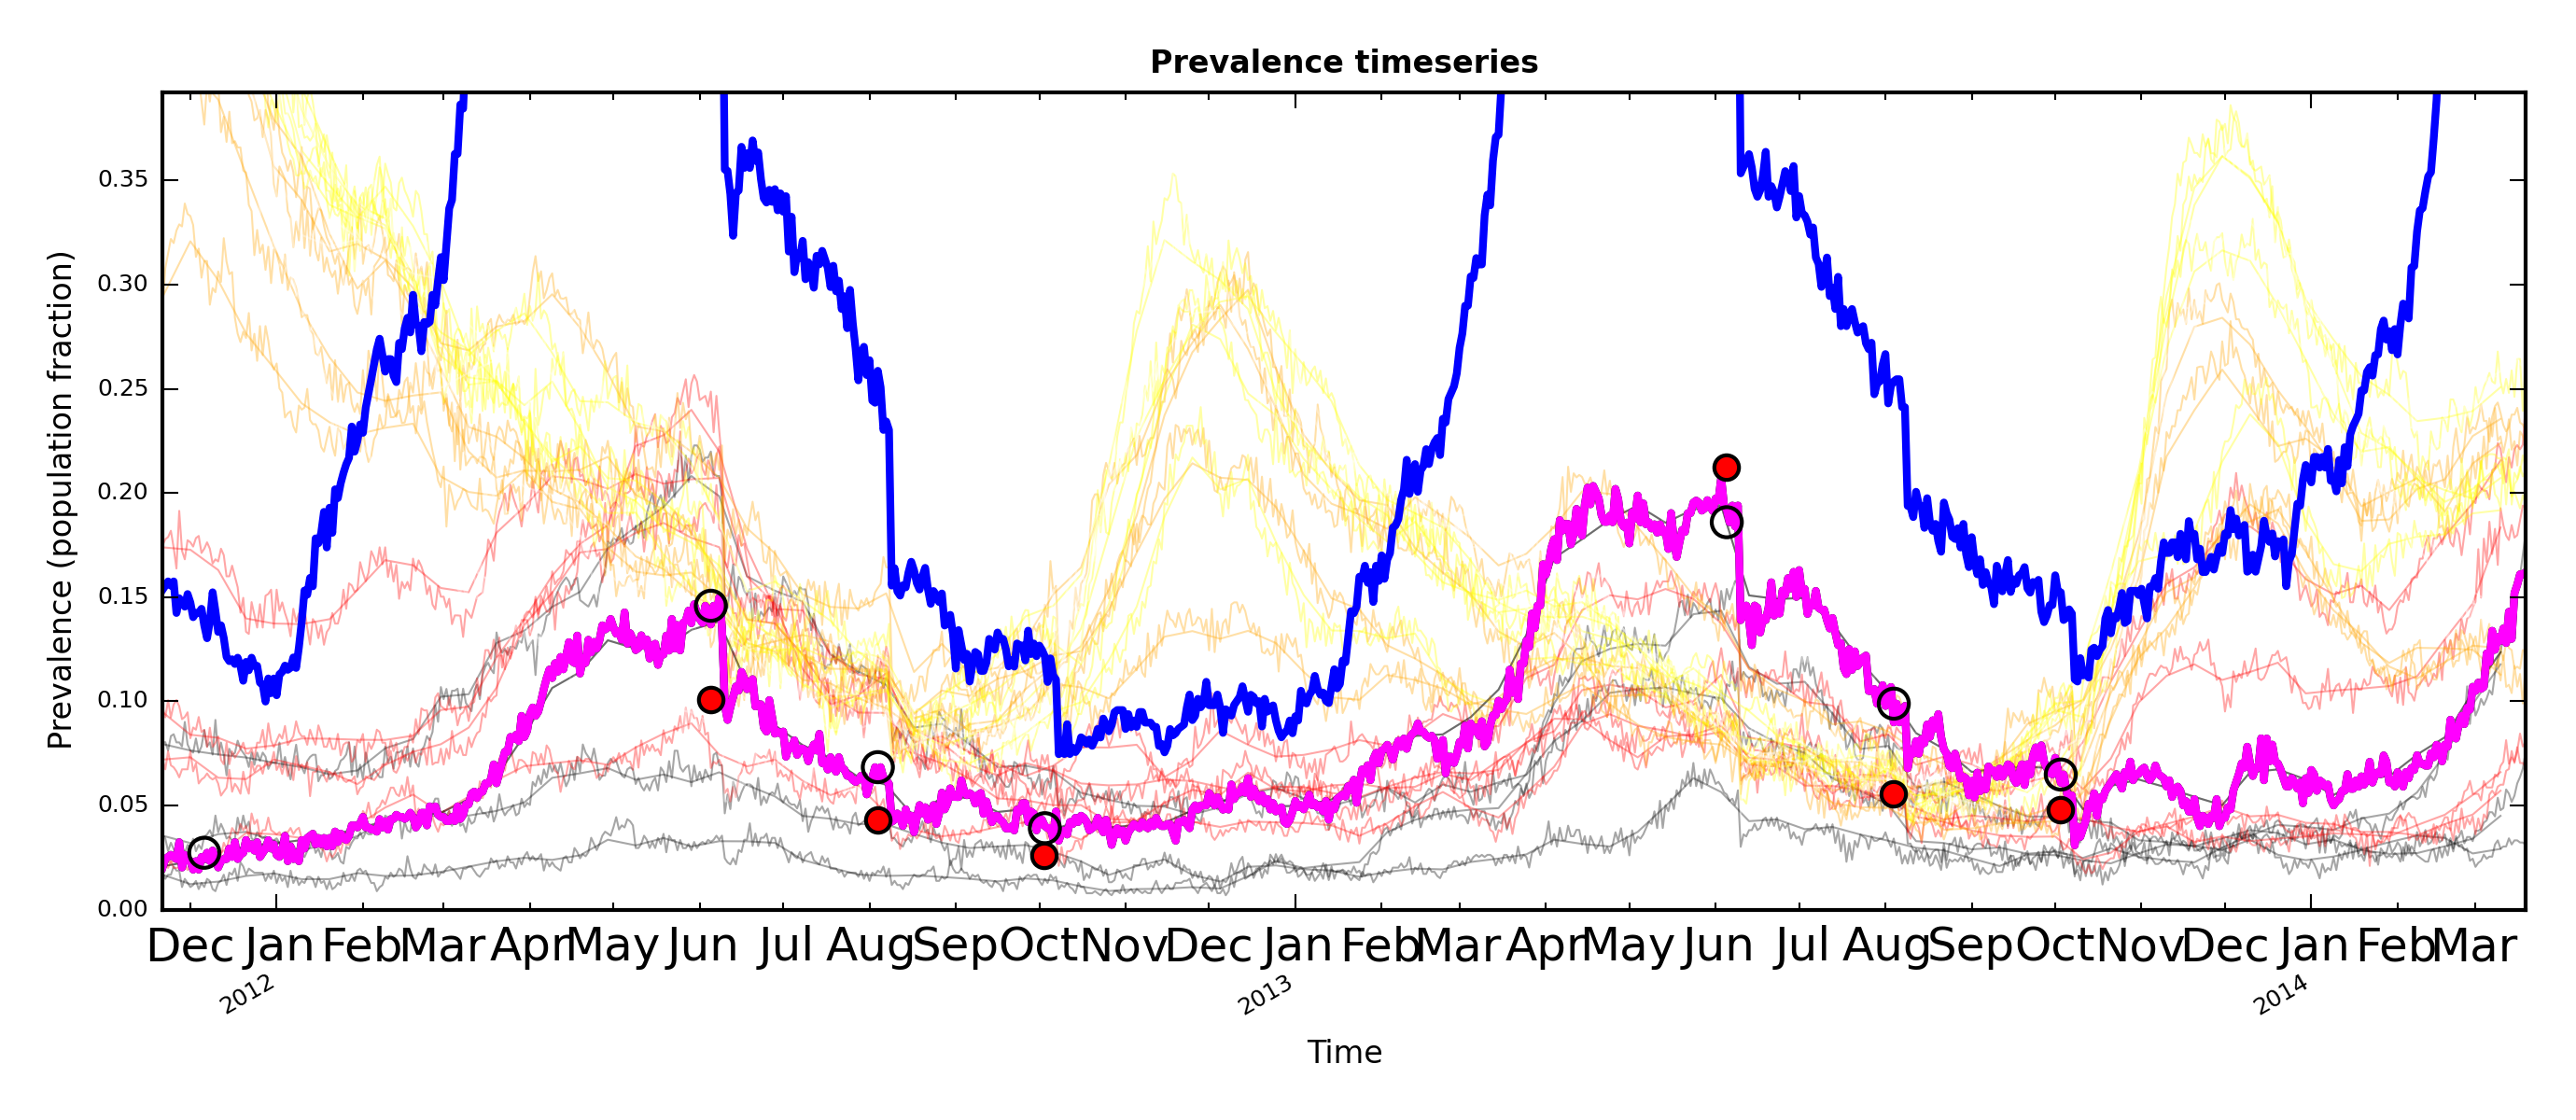 Prevalence timeseries
Prevalence (population fraction)
0.35
0.30
0.25
0.20
0.15
0.10
0.05
0.00
Dec Jan Feb Mar Apr May Jun Jul Aug Sep Oct Nov Dec Jan Feb Mar Apr May Jun Jul Aug Sep Oct Nov Dec Jan Feb Mar
2012 2013 2014
Time